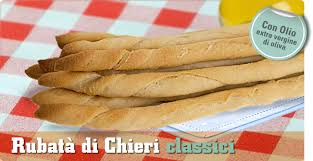 Con Olio
extra vergine
di oliva
Rubatà di Chieri classici